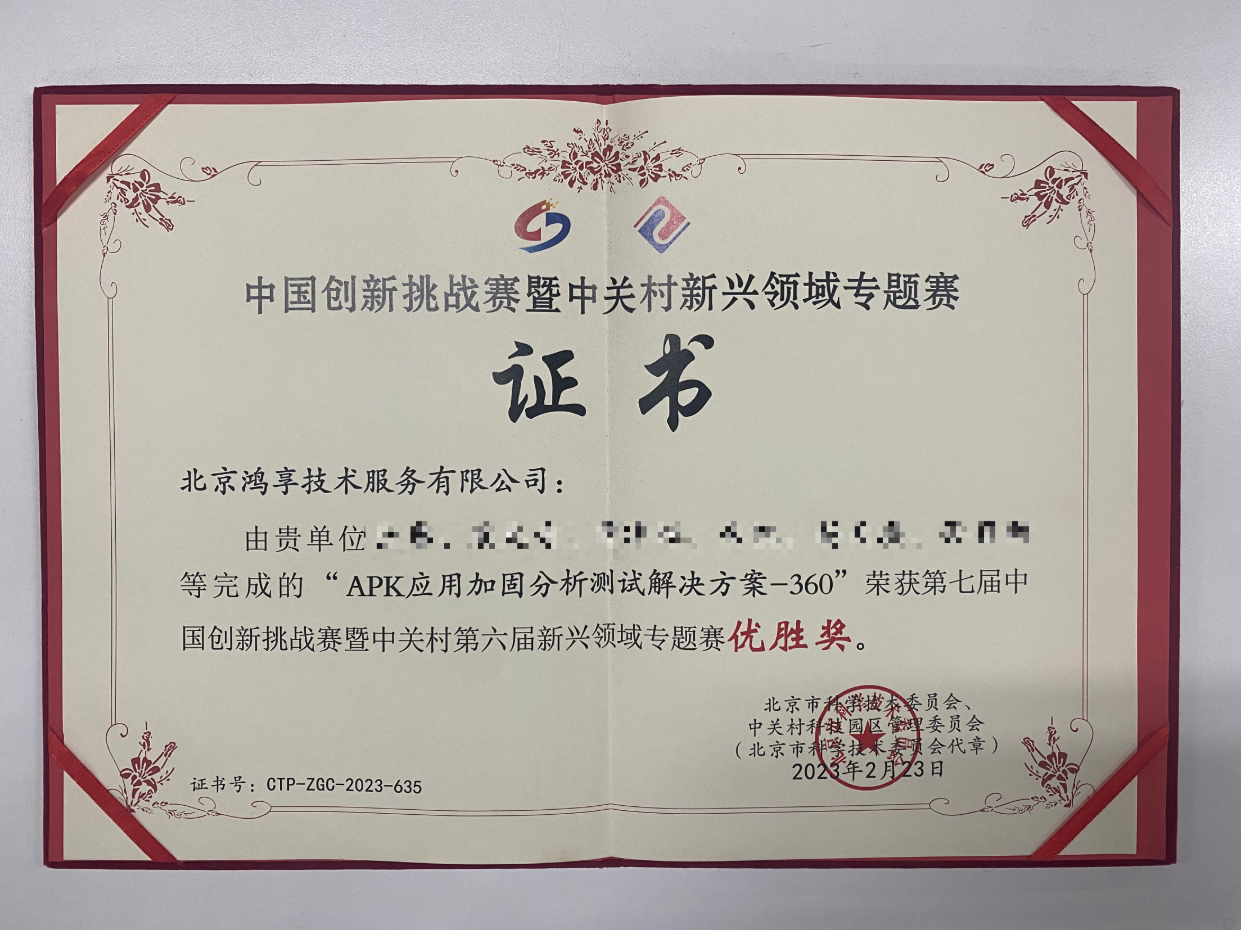 中国创新挑战赛暨中关村新兴领域专题赛
证书
北京鸿享技术服务有限公司：
由贵单位
等完成的“APK应用加固分析测试解决方案-360”荣获第七届中
国创新挑战赛暨中关村第六届新兴领域专题赛优胜奖。
北京市科学技术委员会、
中关村科技园区管理委员会
（北京市科学技术委员会代章）
2023年2月23日
证书号：CTP-ZGC-2023-635